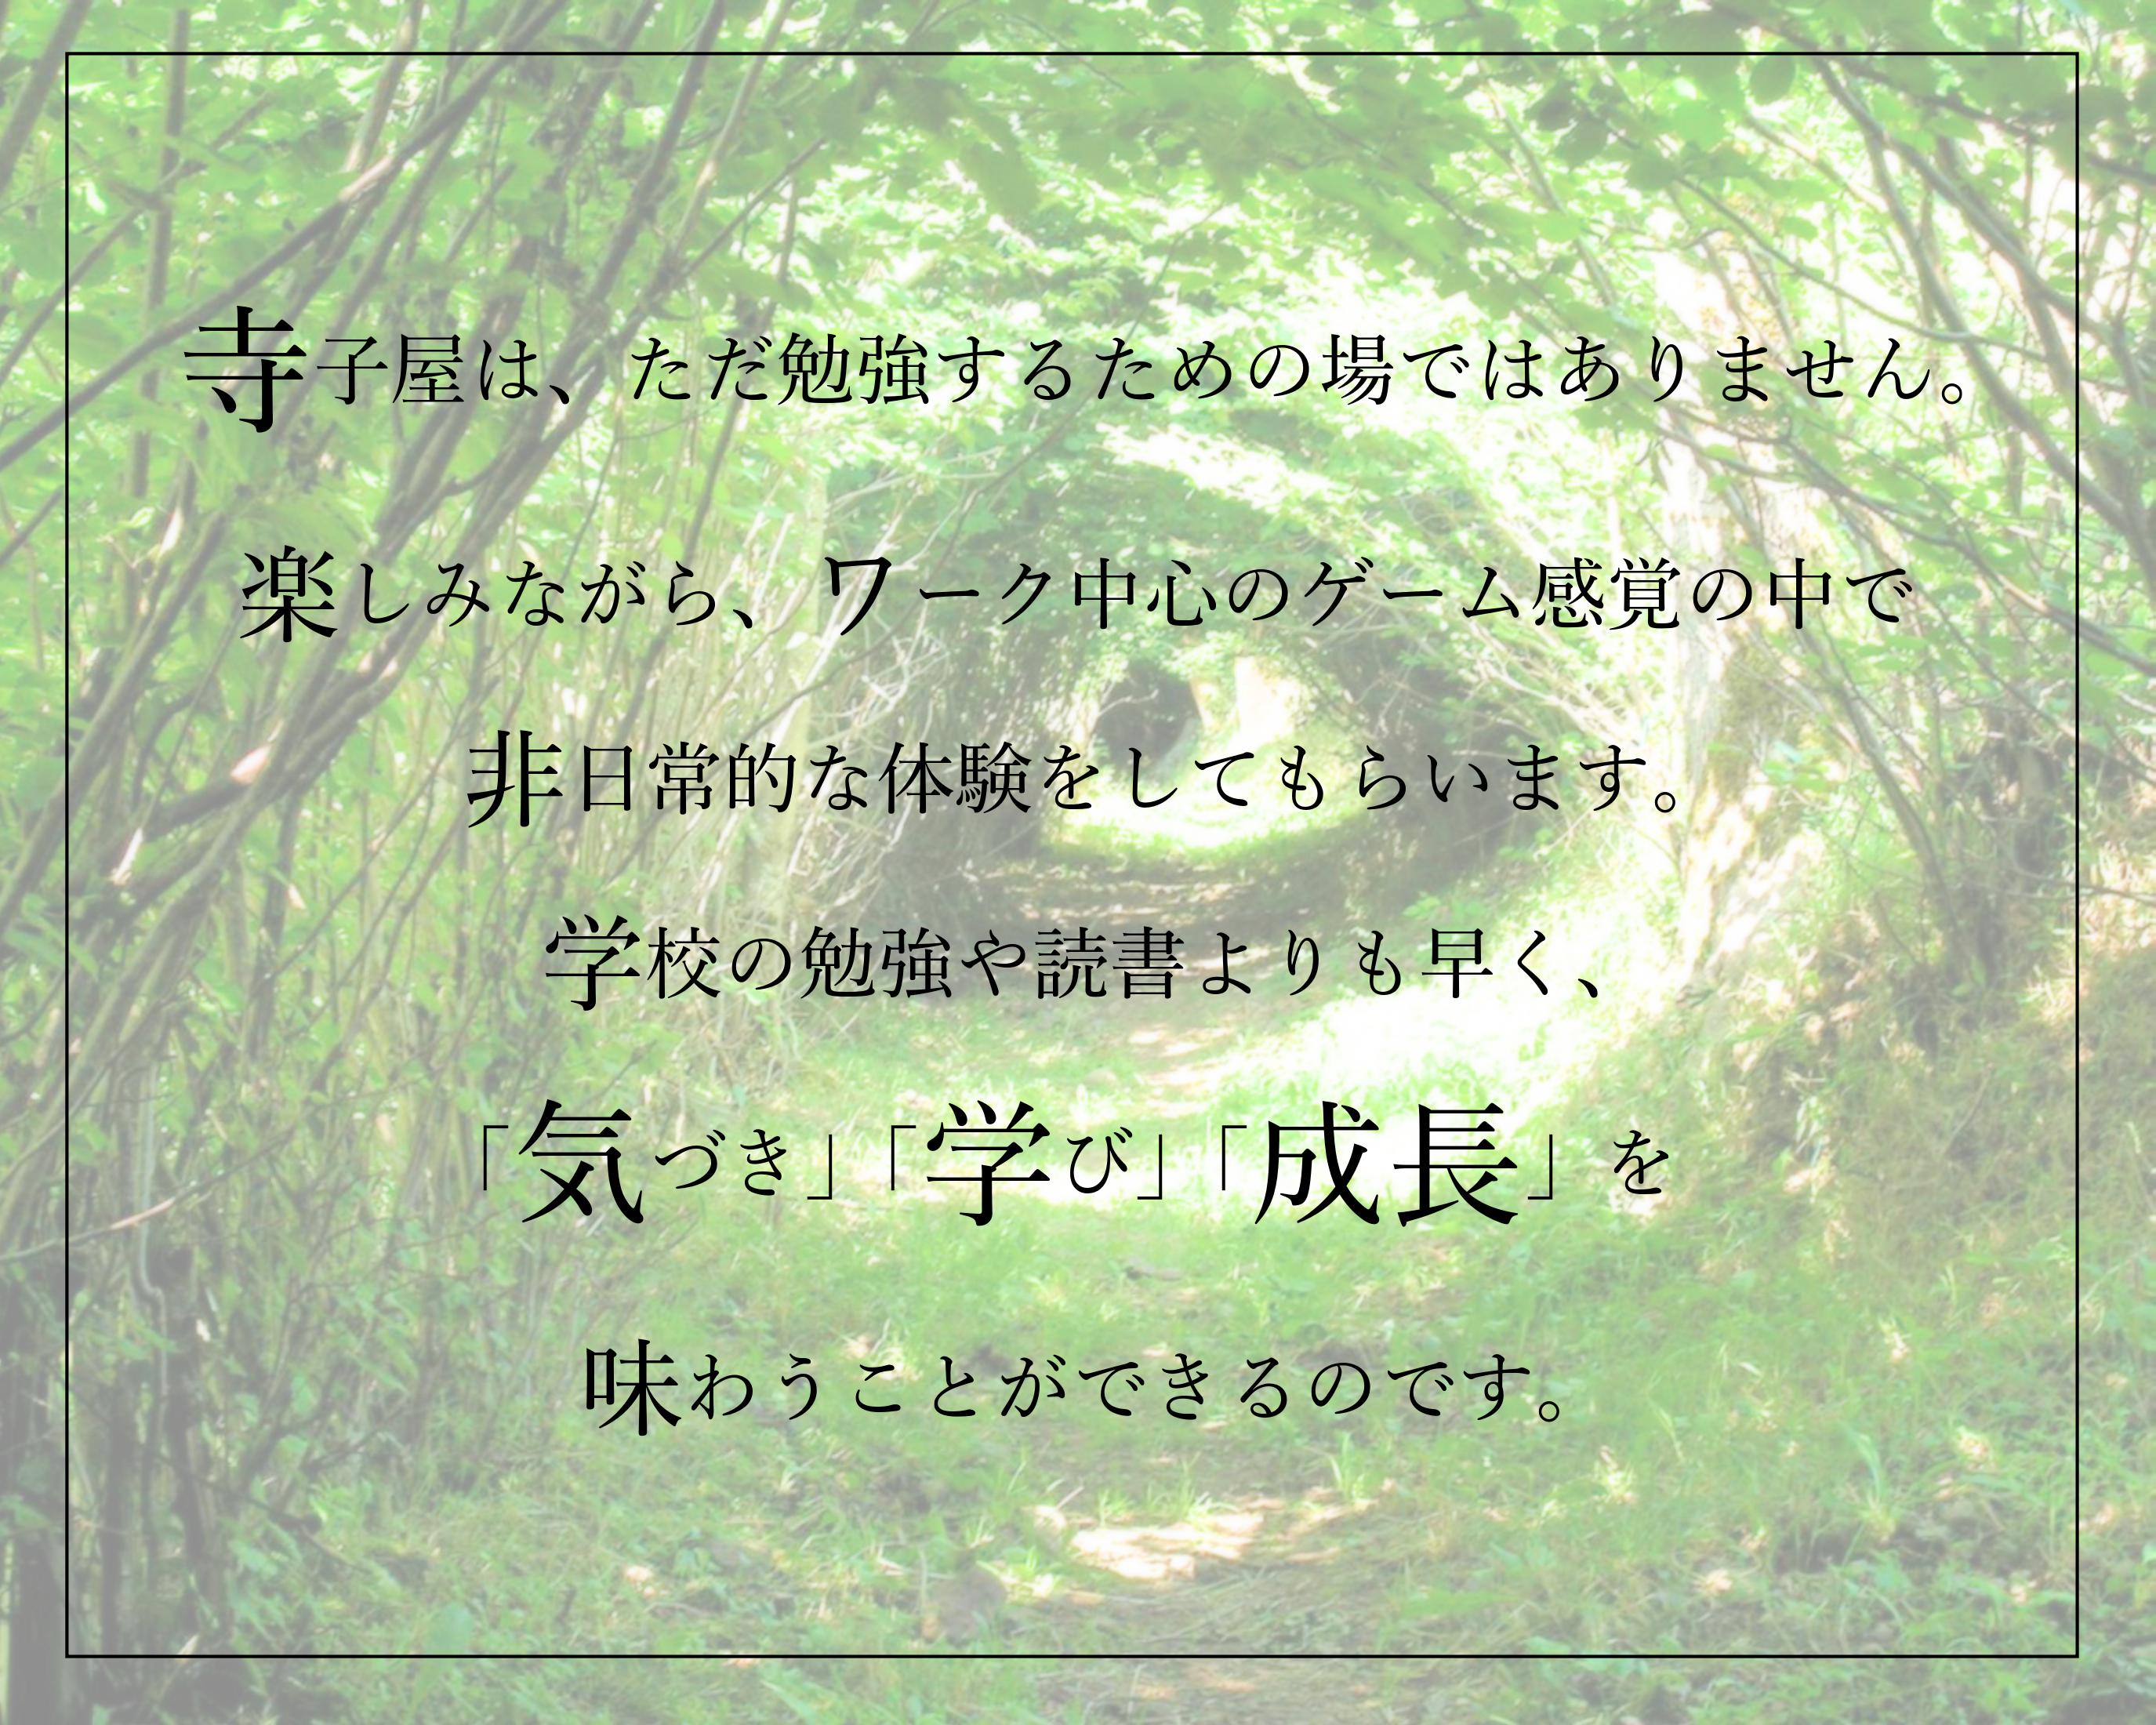 寺子屋は、ただ勉強するための場ではありません。
楽しみながら、ワーク中心のゲーム感覚の中で
非日常的な体験をしてもらいます。
学校の勉強や読書よりも早く、
「気づき」「学び」「成長」を
味わうことができるのです。